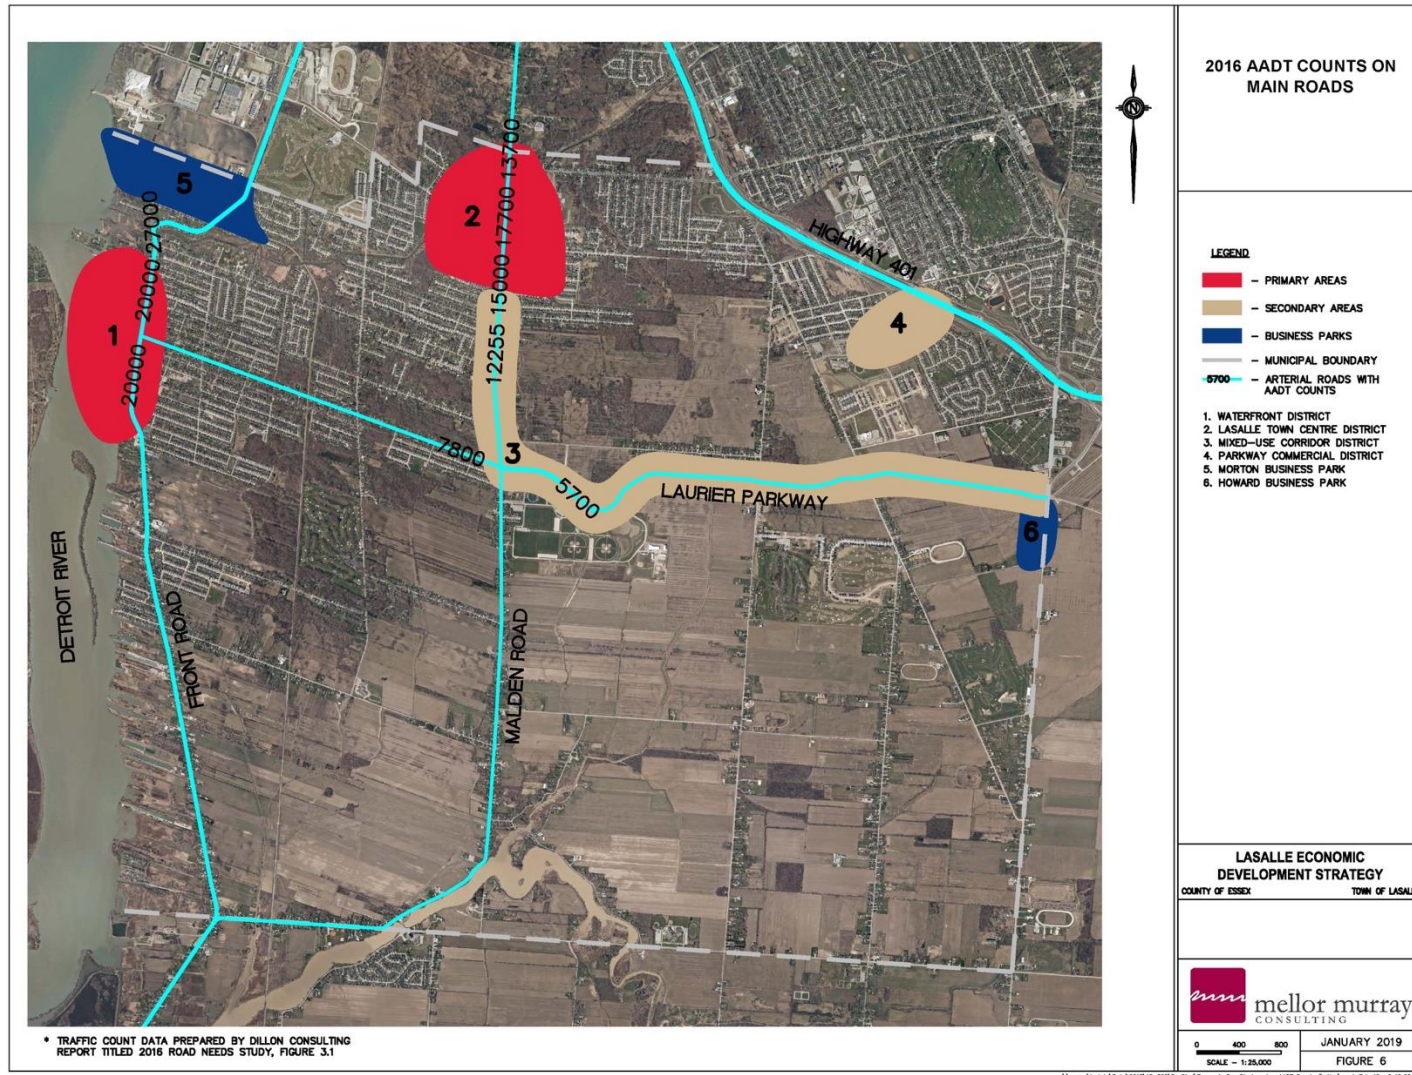 2016 AADT COUNTS ON
MAIN ROADS
LEGEND
– PRIMARY AREAS
– SECONDARY AREAS
– BUSINESS PARKS
– MUNICIPAL BOUNDARY
5700 – ARTERIAL ROADS WITH
AADT COUNTS
1. WATERFRONT DISTRICT
2. LASALLE TOWN CENTRE DISTRICT
3. MIXED–USE CORRIDOR DISTRICT
4. PARKWAY COMMERCIAL DISTRICT
5. MORTON BUSINESS PARK
6. HOWARD BUSINESS PARK
13700
17700
15000
12255
27000
20000
20000
7800
5700
1
2
3
4
5
6
HIGHWAY 401
LAURIER PARKWAY
MALDEN ROAD
FRONT ROAD
DETROIT RIVER
N
* TRAFFIC COUNT DATA PREPARED BY DILLON CONSULTING
REPORT TITLED 2016 ROAD NEEDS STUDY, FIGURE 3.1
LASALLE ECONOMIC
DEVELOPMENT STRATEGY
COUNTY OF ESSEX TOWN OF LASALL
mm
mellor murray
CONSULTING
0 400 800
SCALE – 1:25,000
JANUARY 2019
FIGURE 6